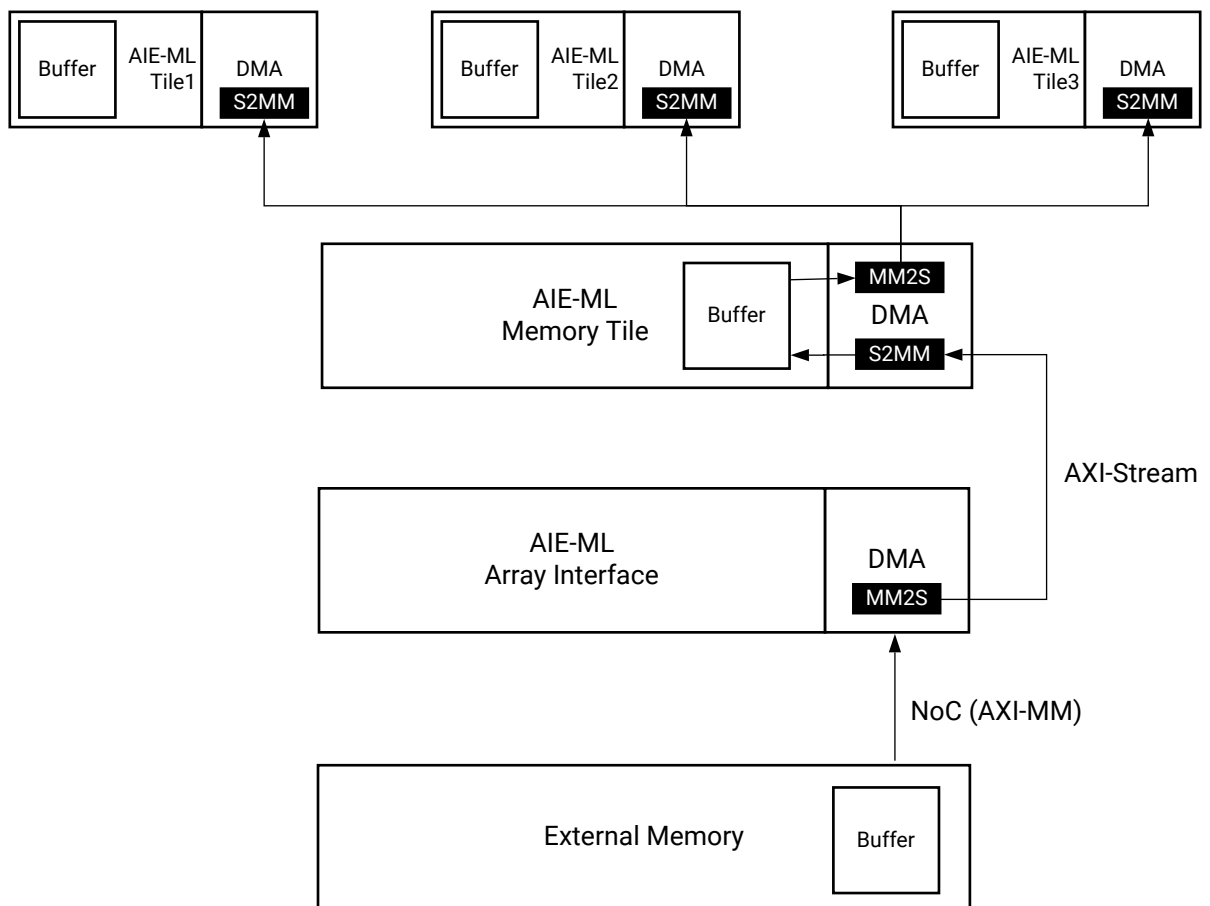 Buffer
AIE-ML
Tile1
DMA
S2MM
Buffer
AIE-ML
Tile2
DMA
S2MM
Buffer
AIE-ML
Tile3
DMA
S2MM
AIE-ML
Memory Tile
Buffer
MM2S
DMA
S2MM
AXI-Stream
AIE-ML
Array Interface
DMA
MM2S
NoC (AXI-MM)
External Memory
Buffer